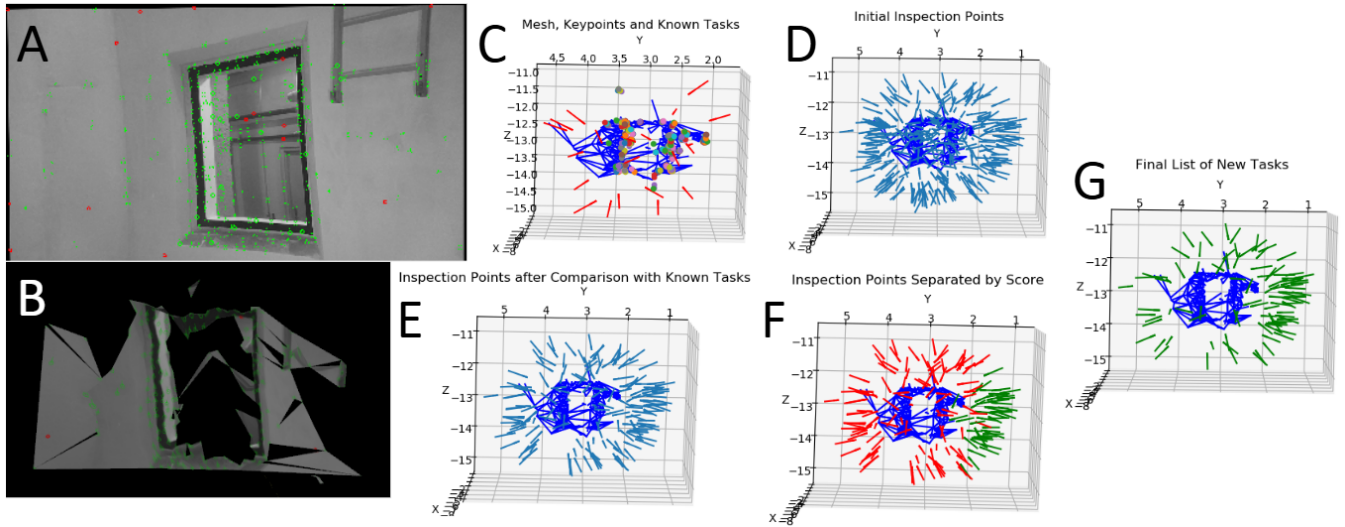 A
B
C
Mesh, Keypoints and Known Tasks
Y
4.5 4.0 3.5 3.0 2.5 2.0
−11.0
−11.5
−12.0
−12.5
Z
−13.0
−13.5
−14.0
−14.5
−15.0
X
D
Initial Inspection Points
Y
5 4 3 2 1
−11
−12
Z −13
−14
−15
X −8
E
Inspection Points after Comparison with Known Tasks
Y
5 4 3 2 1
−11
−12
Z −13
−14
−15
X −8
F
Inspection Points Separated by Score
Y
5 4 3 2 1
−11
−12
Z −13
−14
−15
X −8
G
Final List of New Tasks
Y
5 4 3 2 1
−11
−12
Z −13
−14
−15
X −8